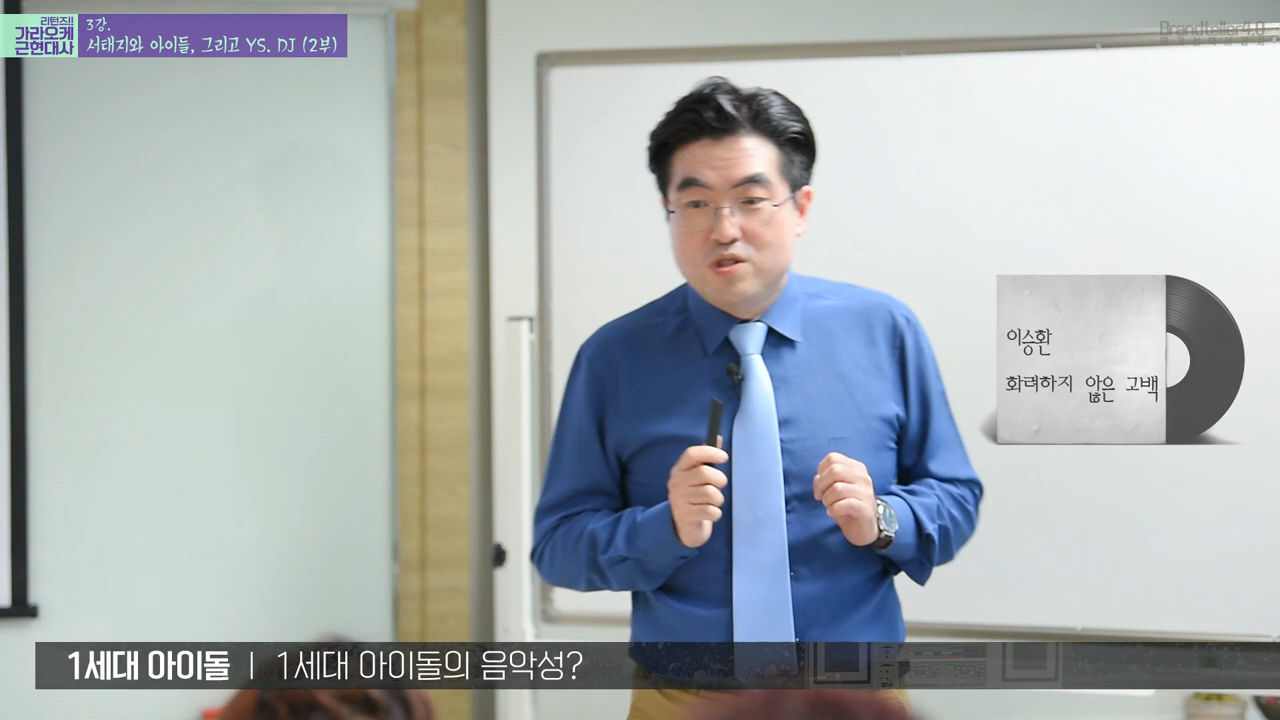 리턴즈!!
가라오케
근현대사
3강.
서태지와 아이들, 그리고 YS. DJ (2부)
Brandteller4.0
이승환
화려하지 않은 고백
1세대 아이돌 | 1세대 아이돌의 음악성?